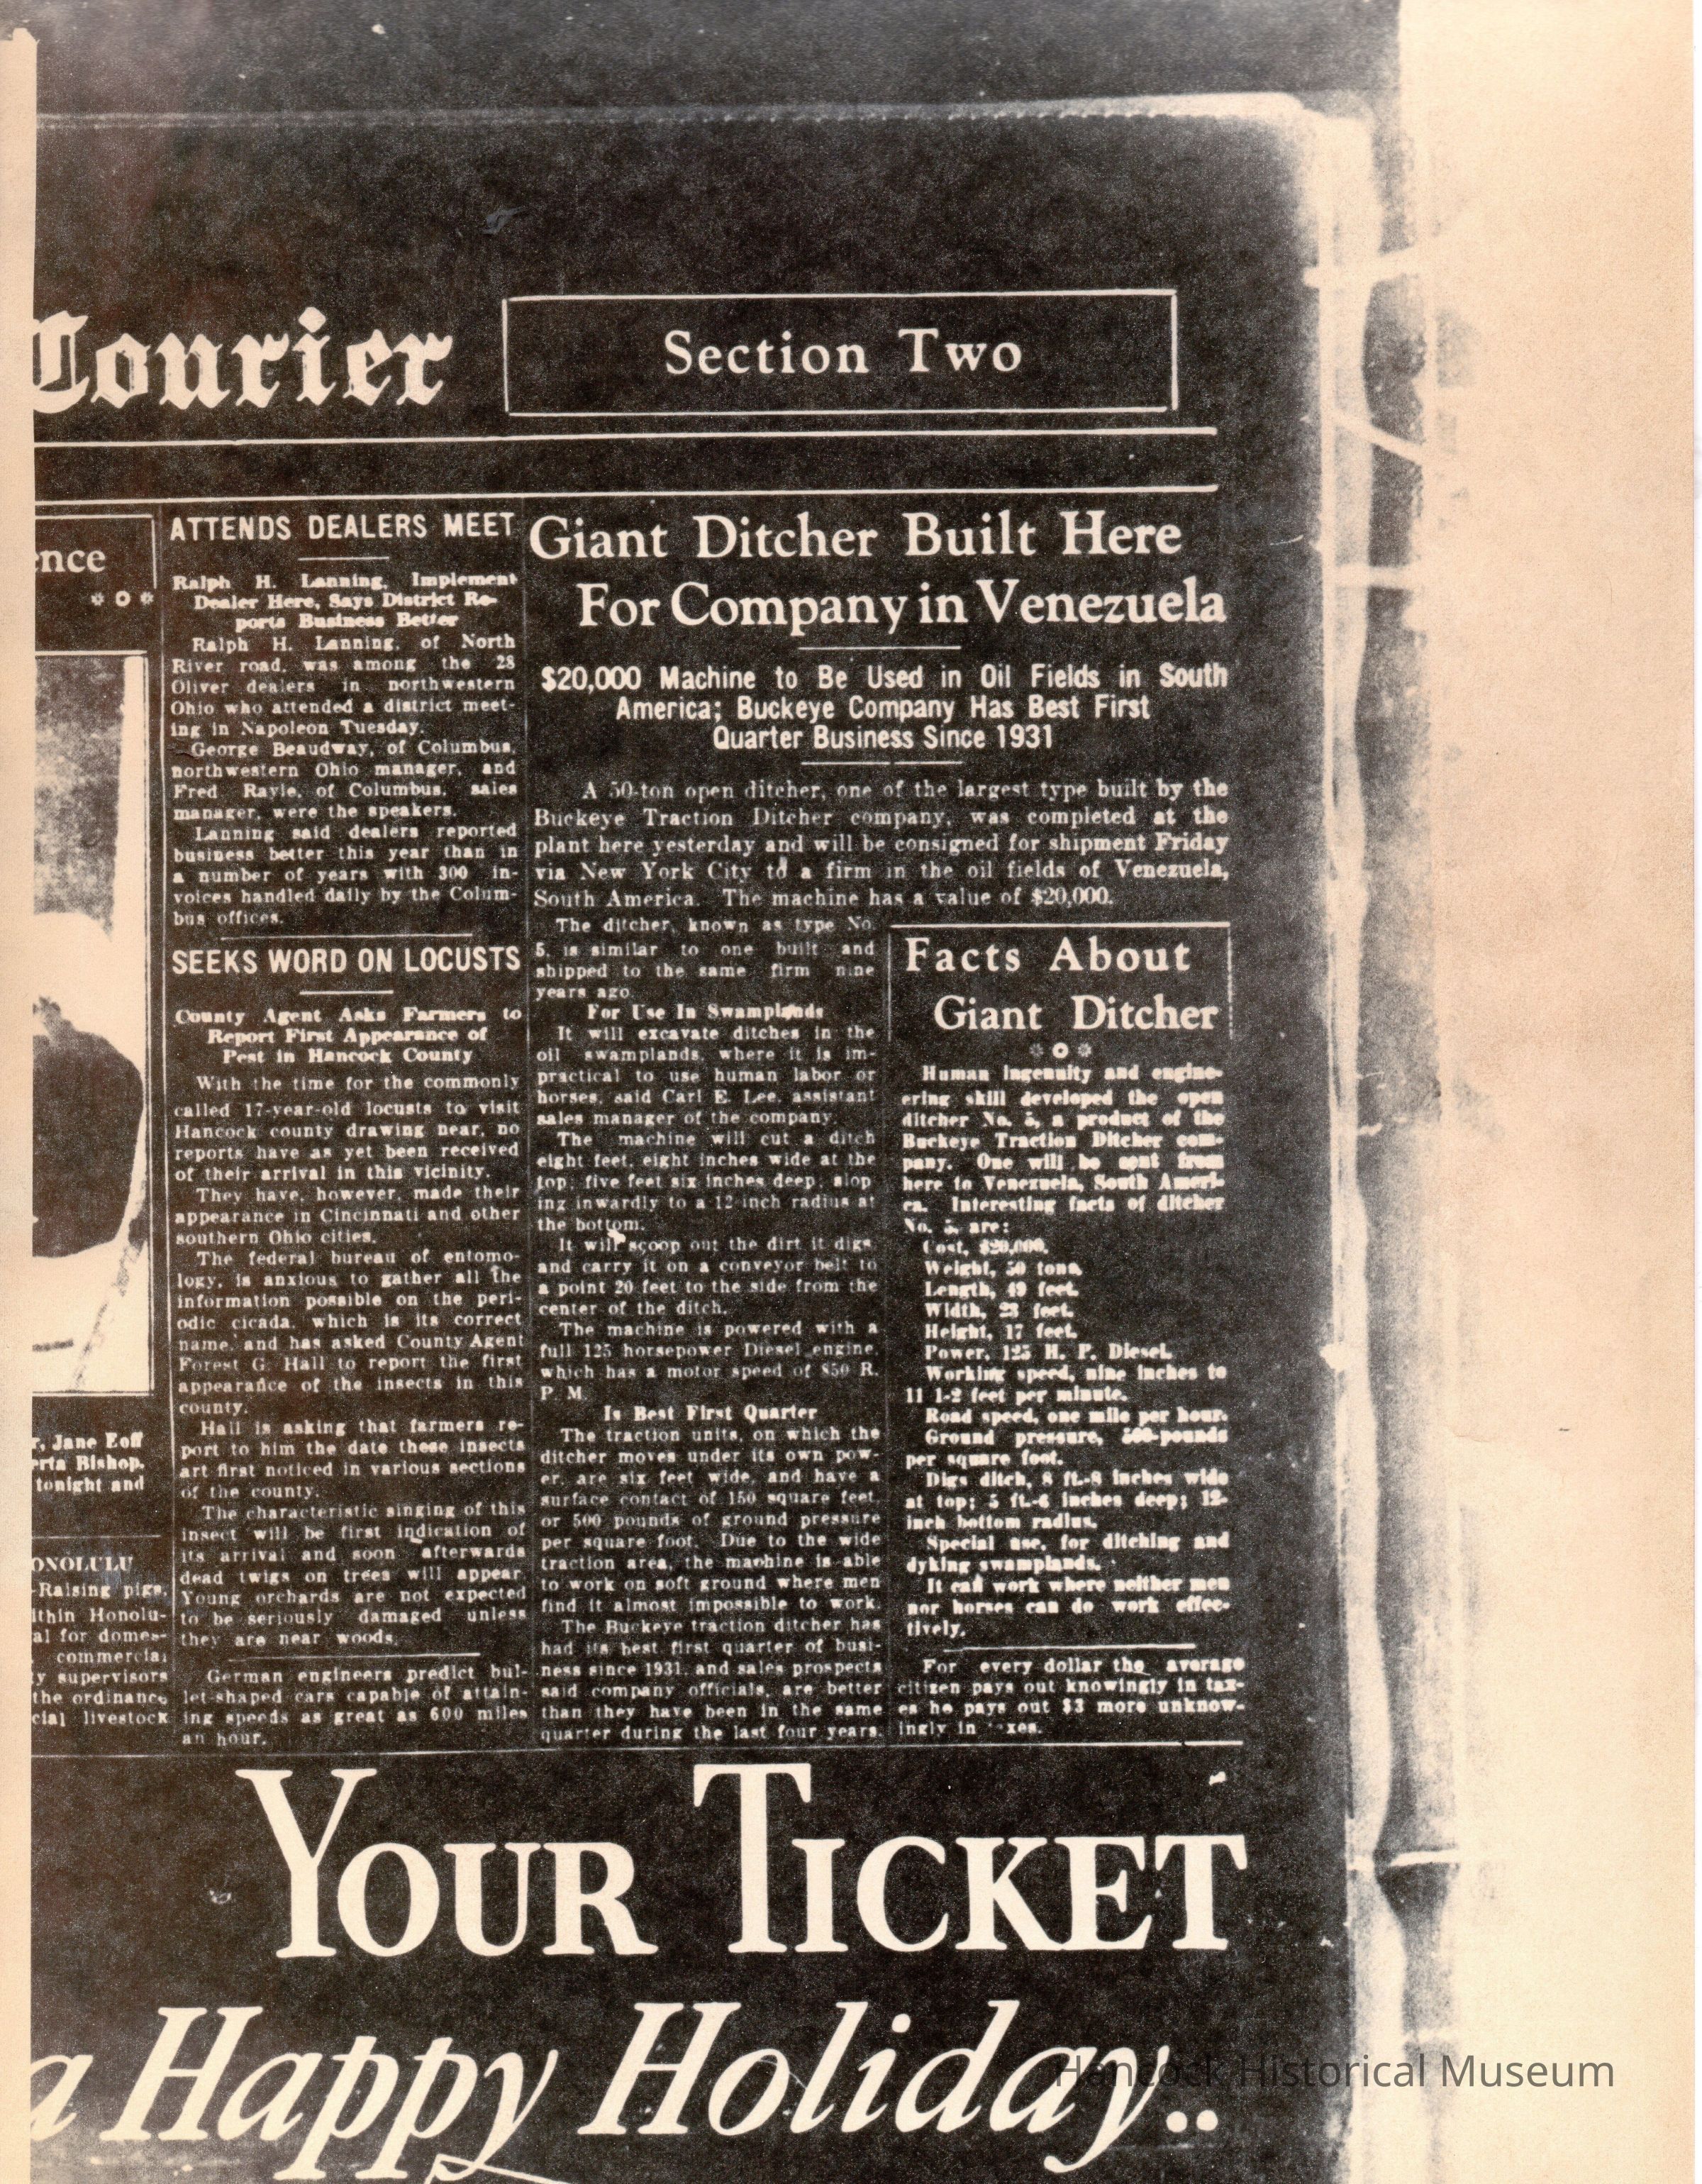 Courier
Section Two
ence
r, Jane Eoff
erta Bishop,
tonight and
ONOLULU
-Raising pigs,
ithin Honolu-
al for domes-
commercial
y supervisors
the ordinance
cial livestock
ATTENDS DEALERS MEET
Ralph H. Lanning, Implement
Dealer Here, Says District Re-
ports Business Better
Ralph H. Lanning, of North
River road, was among the 28
Oliver dealers in northwestern
Ohio who attended a district meet-
ing in Napoleon Tuesday.
George Beaudway, of Columbus,
northwestern Ohio manager, and
Fred Rayle, of Columbus, sales
manager, were the speakers.
Lanning said dealers reported
business better this year than in
a number of years with 300 in-
voices handled daily by the Colum-
bus offices.
SEEKS WORD ON LOCUSTS
County Agent Asks Farmers to
Report First Appearance of
Pest in Hancock County
With the time for the commonly
called 17-year-old locusts to visit
Hancock county drawing near, no
reports have as yet been received
of their arrival in this vicinity.
They have, however, made their
appearance in Cincinnati and other
southern Ohio cities.
The federal bureau of entomo-
logy, is anxious to gather all the
information possible on the peri-
odic cicada, which is its correct
name, and has asked County Agent
Forest G. Hall to report the first
appearance of the insects in this
county.
Hall is asking that farmers re-
port to him the date these insects
art first noticed in various sections
of the county.
The characteristic singing of this
insect will be first indication of
its arrival and soon afterwards
dead twigs on trees will appear.
Young orchards are not expected
to be seriously damaged unless
they are near woods.
German engineers predict bul-
let-shaped cars capable of attain-
ing speeds as great as 600 miles
an hour.
Giant Ditcher Built Here
For Company in Venezuela
$20,000 Machine to Be Used in Oil Fields in South
America; Buckeye Company Has Best First
Quarter Business Since 1931
A 50-ton open ditcher, one of the largest type built by the
Buckeye Traction Ditcher company, was completed at the
plant here yesterday and will be consigned for shipment Friday
via New York City to a firm in the oil fields of Venezuela,
South America. The machine has a value of $20,000.
The ditcher, known as type No.
5, is similar to one built and
shipped to the same firm nine
years ago.
For Use In Swamplands
It will excavate ditches in the
oil swamplands, where it is im-
practical to use human labor or
horses, said Carl E. Lee, assistant
sales manager of the company.
The machine will cut a ditch
eight feet, eight inches wide at the
top; five feet six inches deep, slop
ing inwardly to a 12-inch radius at
the bottom.
It will scoop out the dirt it digs
and carry it on a conveyor belt to
a point 20 feet to the side from the
center of the ditch.
The machine is powered with a
full 125 horsepower Diesel engine,
which has a motor speed of 850 R.
P. M.
Is Best First Quarter
The traction units, on which the
ditcher moves under its own pow-
er, are six feet wide, and have a
surface contact of 150 square feet,
or 500 pounds of ground pressure
per square foot. Due to the wide
traction area, the machine is able
to work on soft ground where men
find it almost impossible to work.
The Buckeye traction ditcher has
had its best first quarter of busi-
ness since 1931, and sales prospects
said company officials, are better
than they have been in the same
quarter during the last four years.
Facts About
Giant Ditcher
Human ingenuity and engine-
ering skill developed the open
ditcher No. 5, a product of the
Buckeye Traction Ditcher com-
pany. One will be sent from
here to Venezuela, South Ameri-
ca. Interesting facts of ditcher
No. 5, are:
Cost, $20,000.
Weight, 50 tons.
Length, 49 feet.
Width, 23 feet.
Height, 17 feet.
Power, 125 H. P. Diesel.
Working speed, nine inches to
11 1-2 feet per minute.
Road speed, one mile per hour.
Ground pressure, 500-pounds
per square foot.
Digs ditch, 8 ft.-8 inches wide
at top; 5 ft.-6 inches deep; 12-
inch bottom radius.
Special use, for ditching and
dyking swamplands.
It can work where neither men
nor horses can do work effec-
tively.
For every dollar the average
citizen pays out knowingly in tax-
es he pays out $3 more unknow-
ingly in taxes.
YOUR TICKET
a Happy Holiday..
Hancock Historical Museum